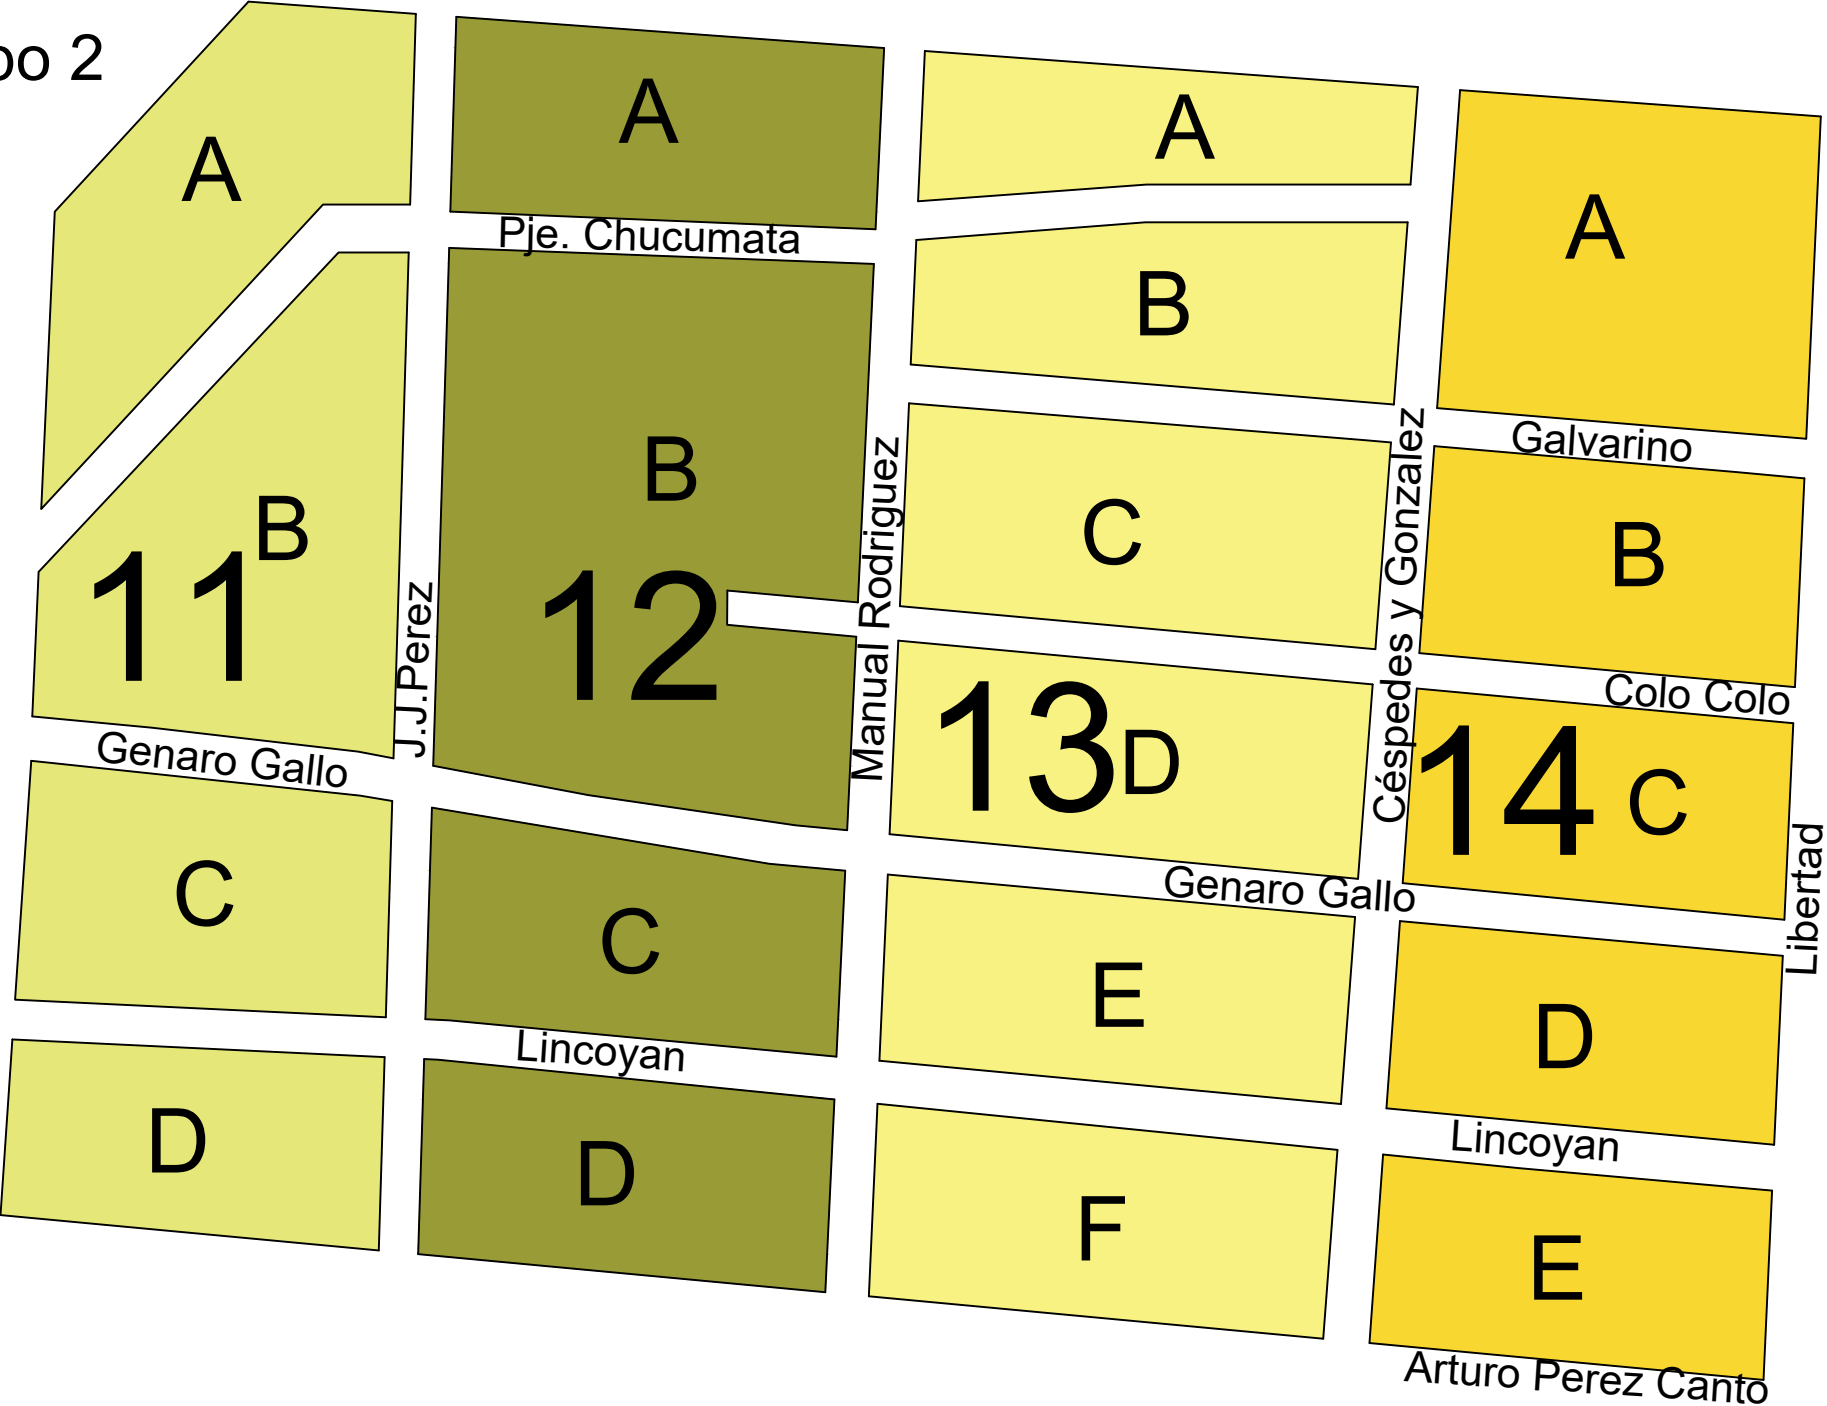 2
A
A
A
A
Pje. Chucumata
B
B
B
Galvarino
B
C
B
11
12
J.J.Perez
Manual Rodriguez
Céspedes y Gonzalez
Colo Colo
13
D
14
C
Genaro Gallo
Genaro Gallo
Libertad
C
C
E
D
Lincoyan
Lincoyan
D
D
F
E
Arturo Perez Canto